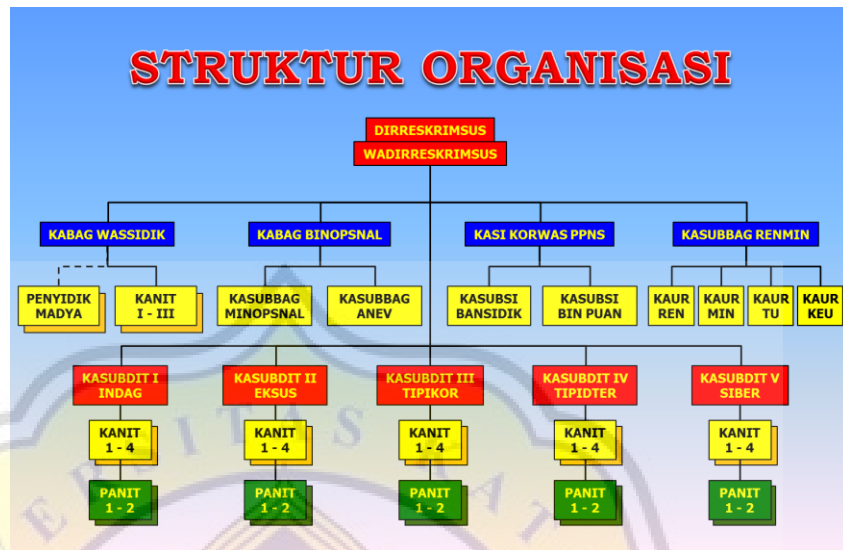 STRUKTUR ORGANISASI
DIRRESKRIMSUS
WADIRRESKRIMSUS
KABAG WASSIDIK
KABAG BINOPSNAL
KASI KORWAS PPNS
KASUBBAG RENMIN
PENYIDIK
MADYA
KANIT
I - III
KASUBBAG
MINOPSNAL
KASUBBAG
ANEV
KASUBSI
BANSIDIK
KASUBSI
BIN PUAN
KAUR
REN
KAUR
MIN
KAUR
TU
KAUR
KEU
KASUBDIT I
INDAG
KASUBDIT II
EKSUS
KASUBDIT III
TIPIKOR
KASUBDIT IV
TIPIDTER
KASUBDIT V
SIBER
KANIT
1 - 4
KANIT
1 - 4
KANIT
1 - 4
KANIT
1 - 4
KANIT
1 - 4
PANIT
1 - 2
PANIT
1 - 2
PANIT
1 - 2
PANIT
1 - 2
PANIT
1 - 2